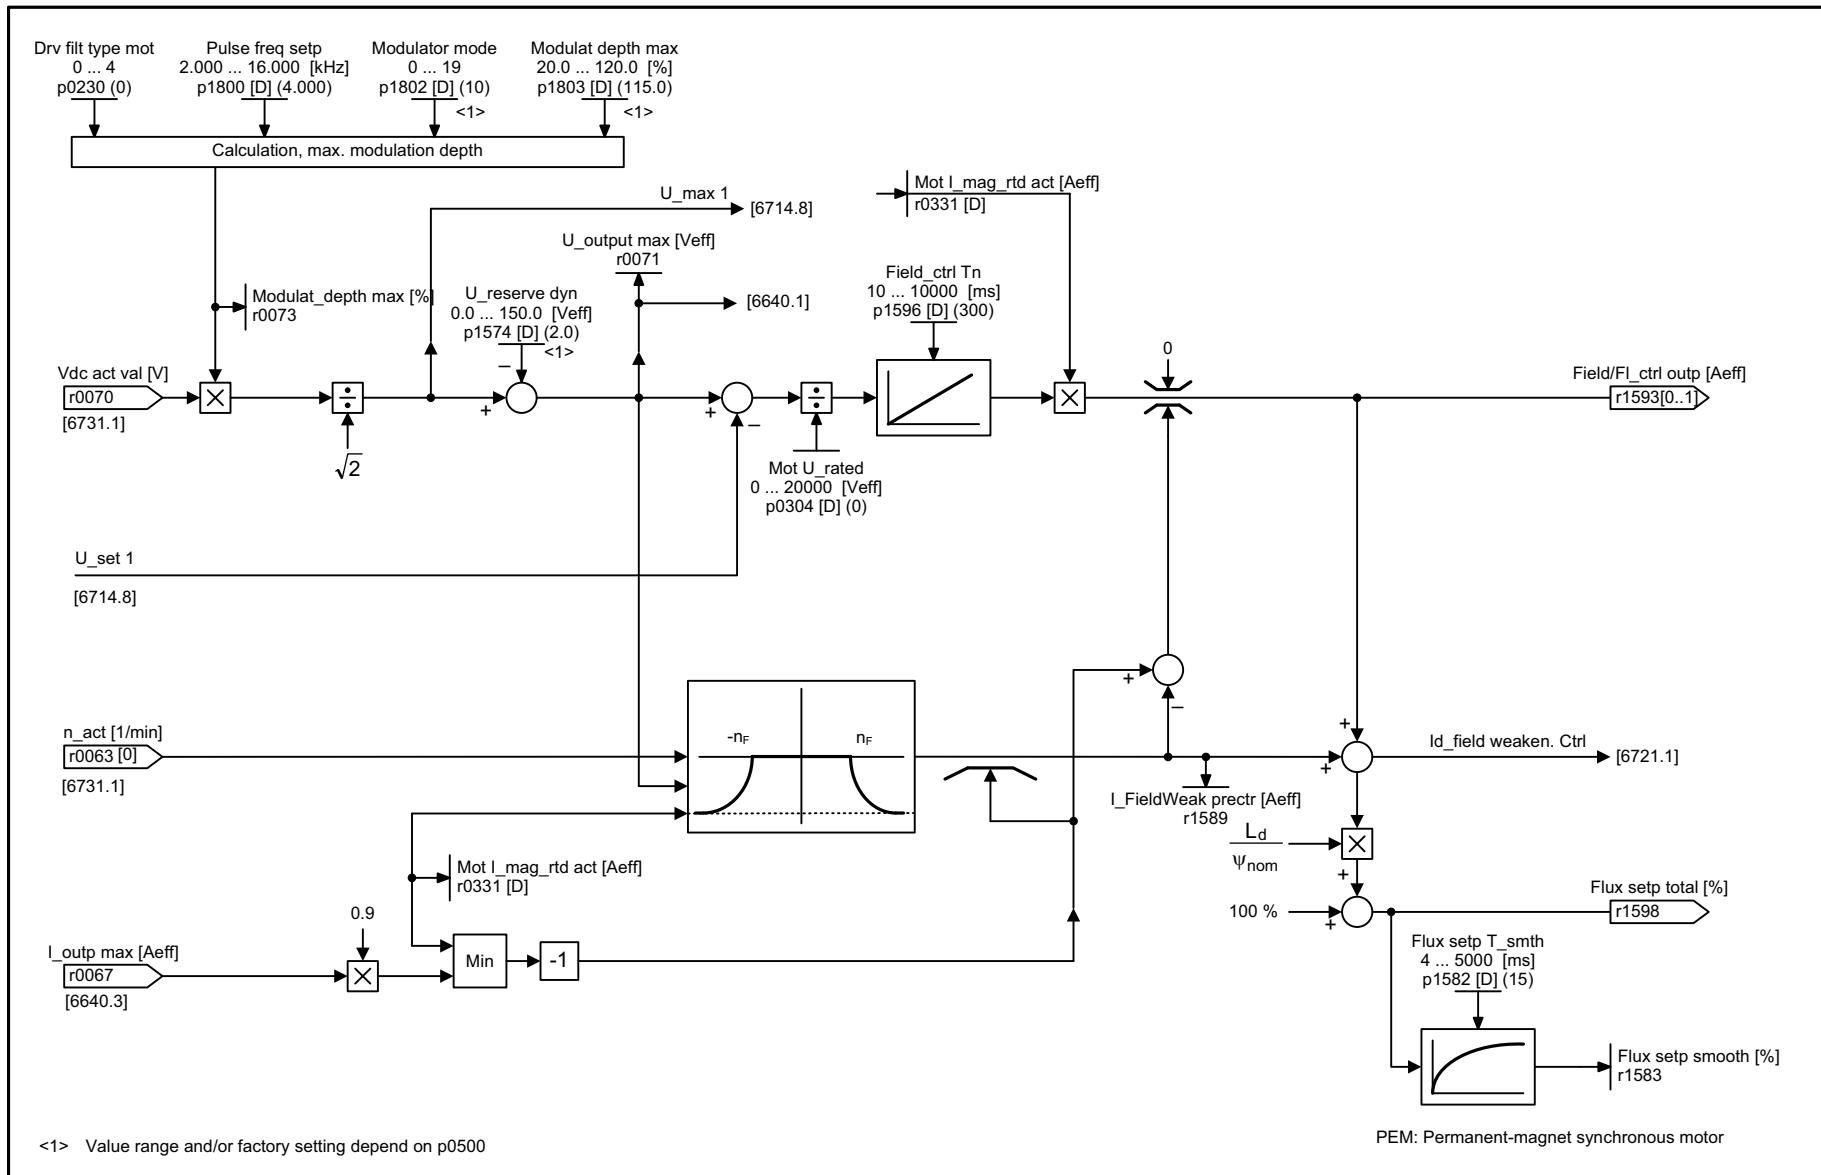 Drv filt type mot
0 ... 4
p0230 (0)
Pulse freq setp
2.000 ... 16.000 [kHz]
p1800 [D] (4.000)
Modulator mode
0 ... 19
p1802 [D] (10)
<1>
Modulat depth max
20.0 ... 120.0 [%]
p1803 [D] (115.0)
<1>
Calculation, max. modulation depth
U_max 1
[6714.8]
Mot I_mag_rtd act [Aeff]
r0331 [D]
U_output max [Veff]
r0071
[6640.1]
Modulat_depth max [%]
r0073
U_reserve dyn
0.0 ... 150.0 [Veff]
p1574 [D] (2.0)
<1>
Field_ctrl Tn
10 ... 10000 [ms]
p1596 [D] (300)
0
Vdc act val [V]
r0070
[6731.1]
×
÷
√2
–
+
+
–
÷
Mot U_rated
0 ... 20000 [Veff]
p0304 [D] (0)
×
Field/Fl_ctrl outp [Aeff]
r1593[0..1]
U_set 1
[6714.8]
+
–
n_act [1/min]
r0063 [0]
[6731.1]
-nF
nF
I_FieldWeak prectr [Aeff]
r1589
+
+
Id_field weaken. Ctrl
[6721.1]
Ld
ψnom
×
+
100 %
+
Flux setp total [%]
r1598
Mot I_mag_rtd act [Aeff]
r0331 [D]
0.9
I_outp max [Aeff]
r0067
[6640.3]
×
Min
-1
Flux setp T_smth
4 ... 5000 [ms]
p1582 [D] (15)
Flux setp smooth [%]
r1583
<1> Value range and/or factory setting depend on p0500
PEM: Permanent-magnet synchronous motor